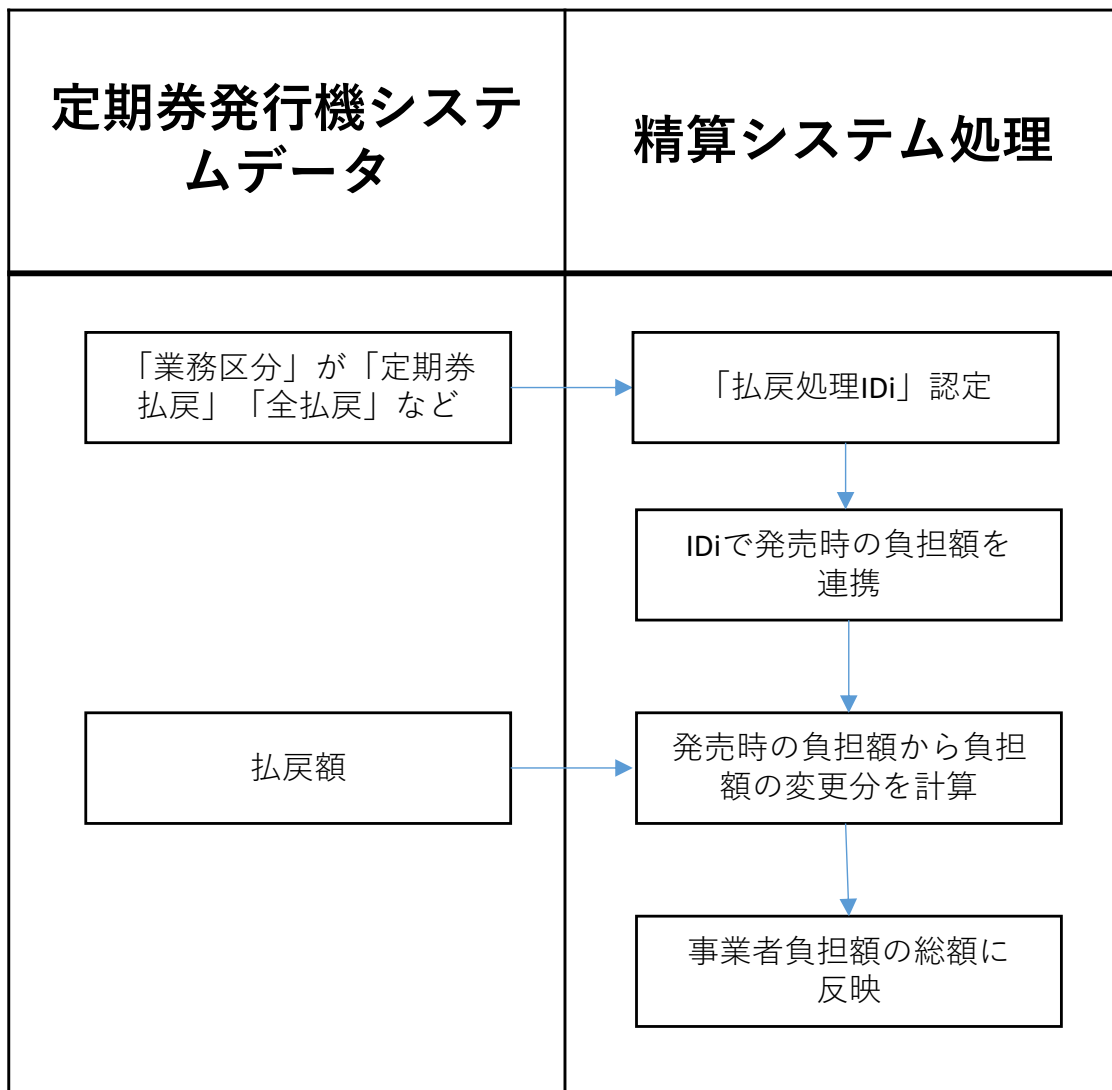 定期券発行機システ
ムデータ
精算システム処理
「業務区分」が「定期券
払戻」「全払戻」など
「払戻処理IDi」認定
IDiで発売時の負担額を
連携
払戻額
発売時の負担額から負担
額の変更分を計算
事業者負担額の総額に
反映